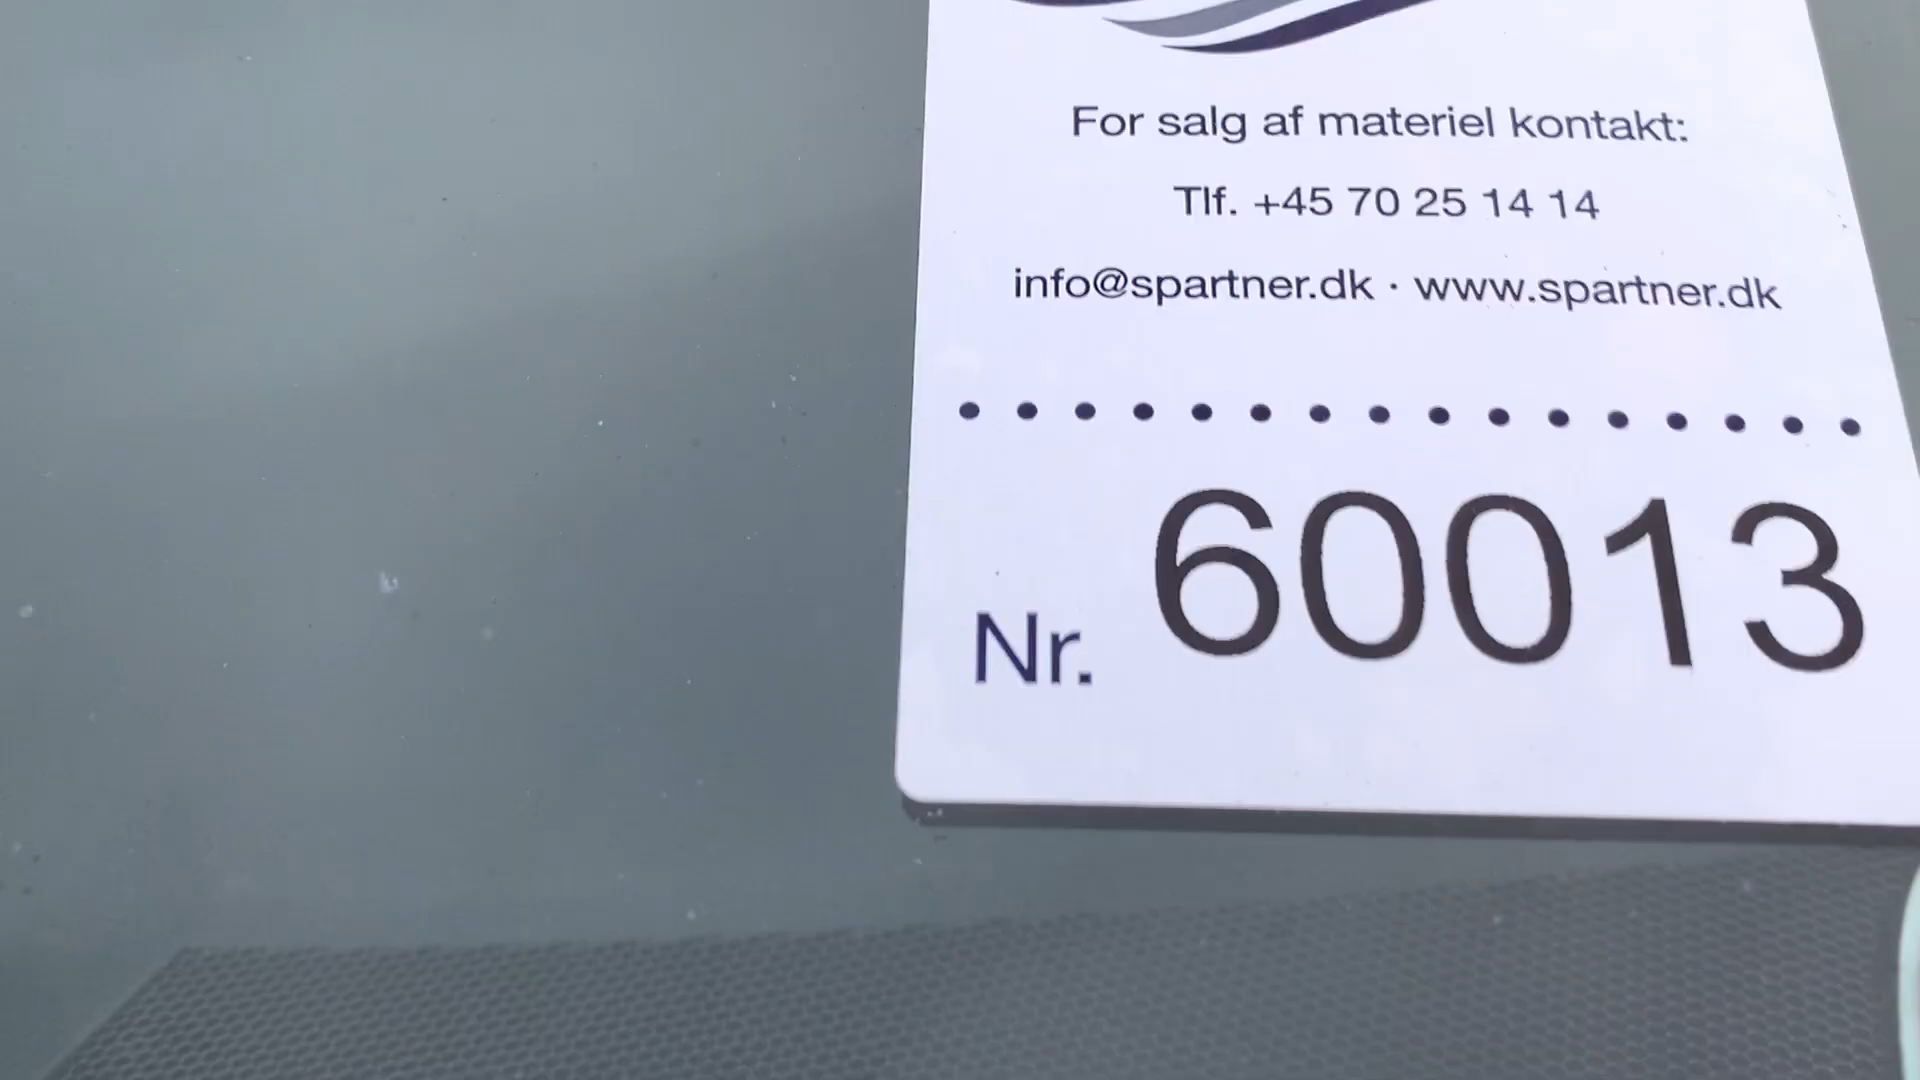 For salg af materiel kontakt:
Tlf. +45 70 25 14 14
info@spartner.dk · www.spartner.dk
Nr. 60013